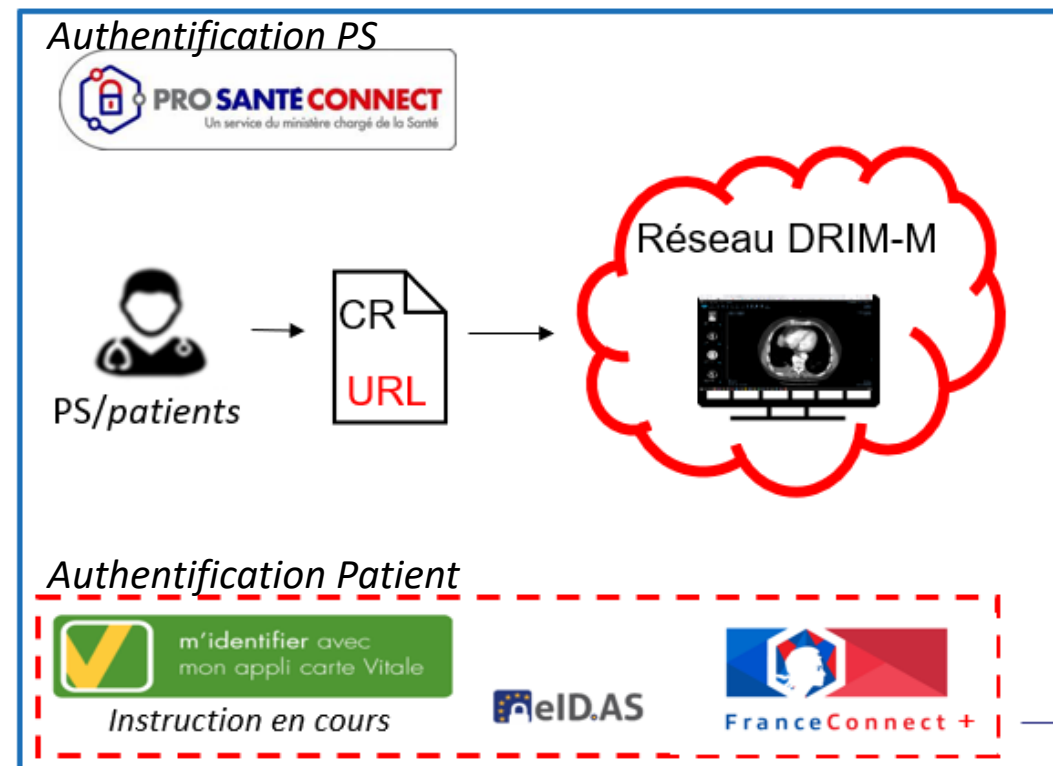 Authentification PS
PRO SANTÉ CONNECT
Un service du ministère chargé de la Santé
Réseau DRIM-M
CR
URL
PS/patients
Authentification Patient
m'identifier avec
mon appli carte Vitale
Instruction en cours
eID.AS
FranceConnect +